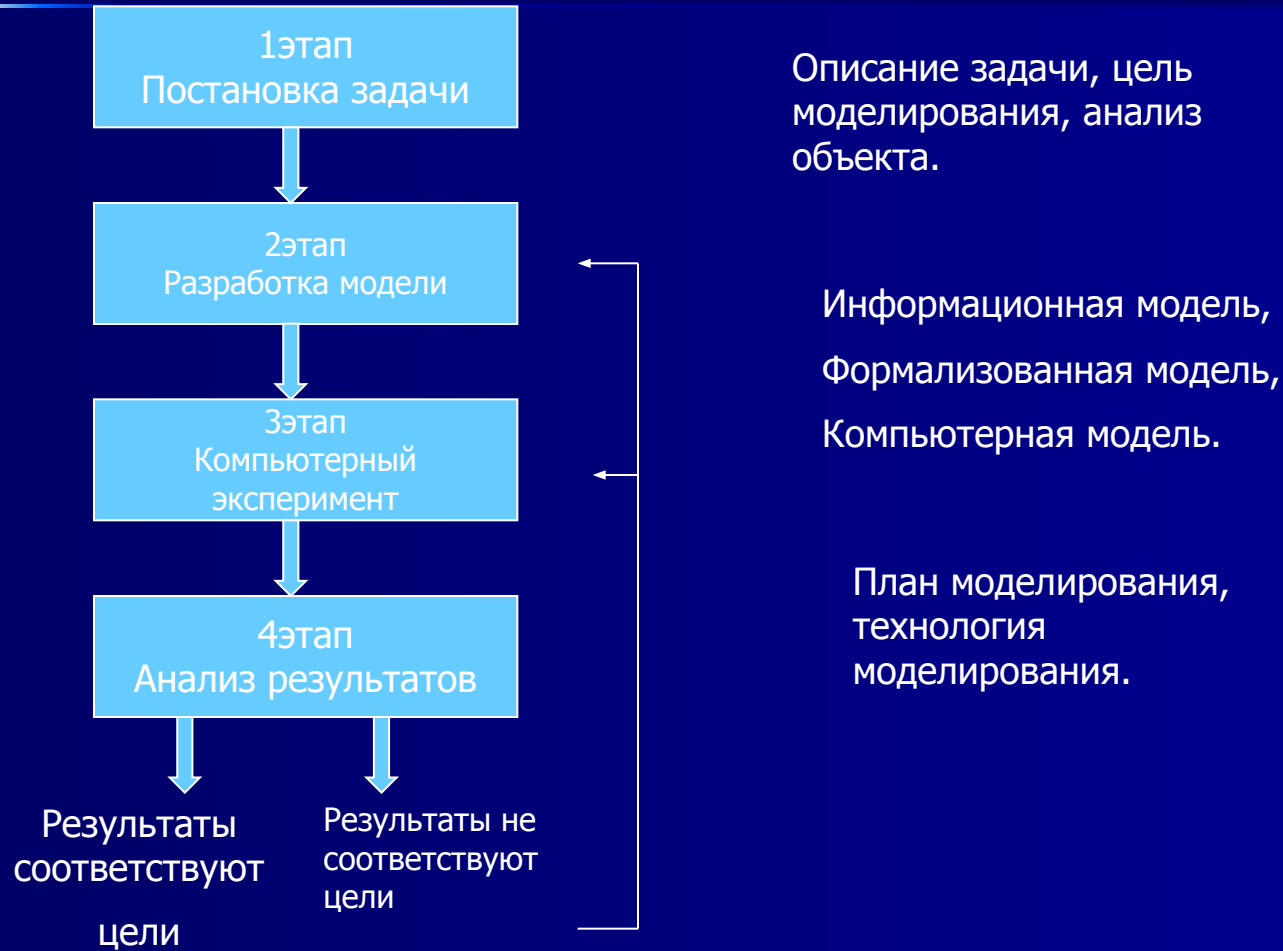 1этап
Постановка задачи
Описание задачи, цель
моделирования, анализ
объекта.
2этап
Разработка модели
Информационная модель,
Формализованная модель,
Компьютерная модель.
3этап
Компьютерный
эксперимент
План моделирования,
технология
моделирования.
4этап
Анализ результатов
Результаты
соответствуют
цели
Результаты не
соответствуют
цели